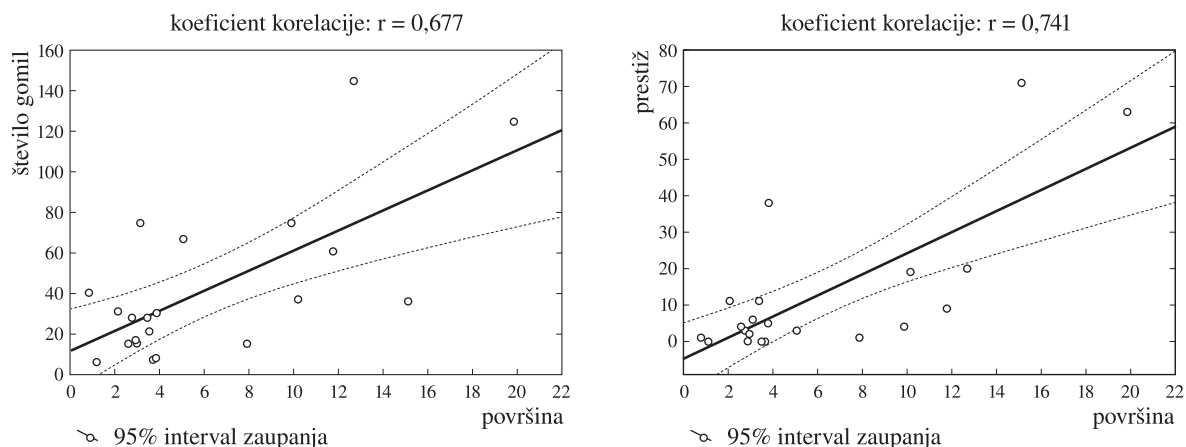 koeficient korelacije: r = 0,677
število gomil
160
140
120
100
80
60
40
20
0
0 2 4 6 8 10 12 14 16 18 20 22
površina
95% interval zaupanja
koeficient korelacije: r = 0,741
prestiž
80
70
60
50
40
30
20
10
0
0 2 4 6 8 10 12 14 16 18 20 22
površina
95% interval zaupanja